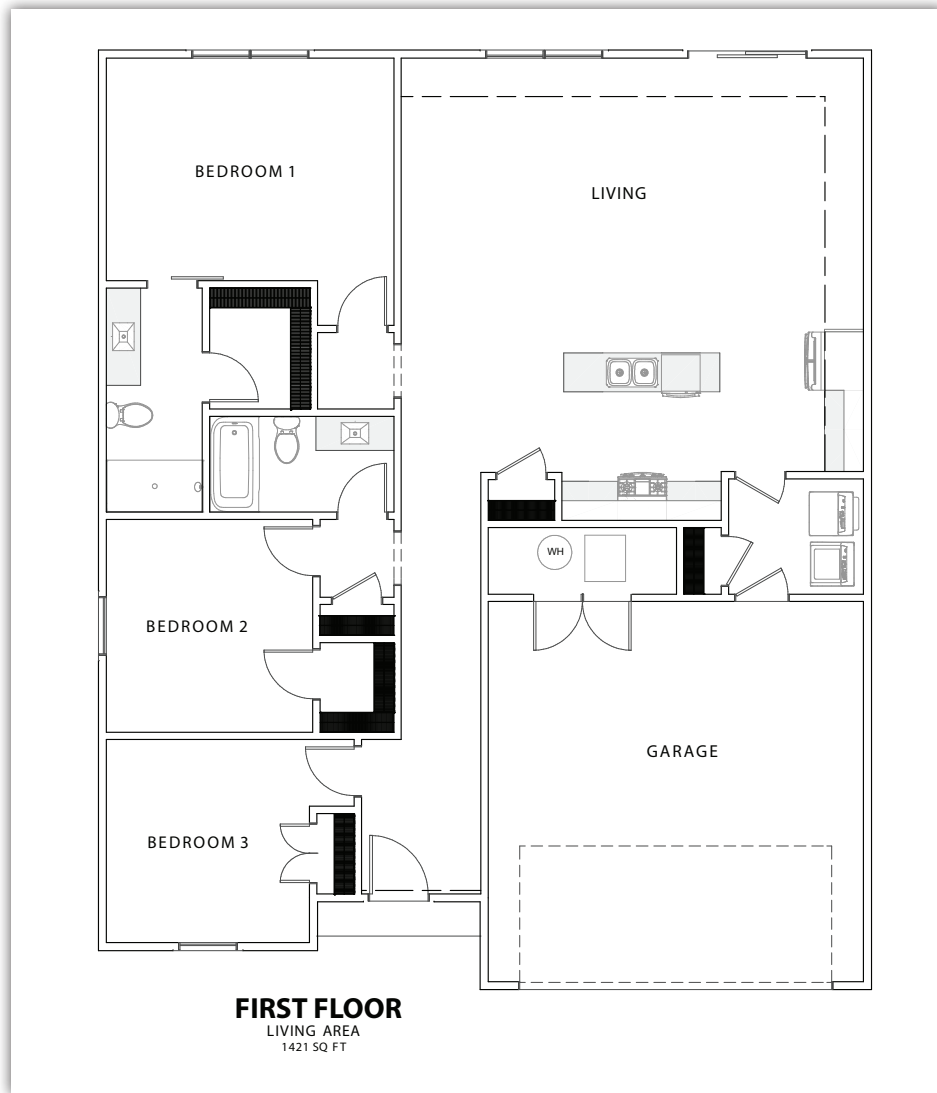 BEDROOM 1
LIVING
WH
BEDROOM 2
GARAGE
BEDROOM 3
FIRST FLOOR
LIVING AREA
1421 SQ FT